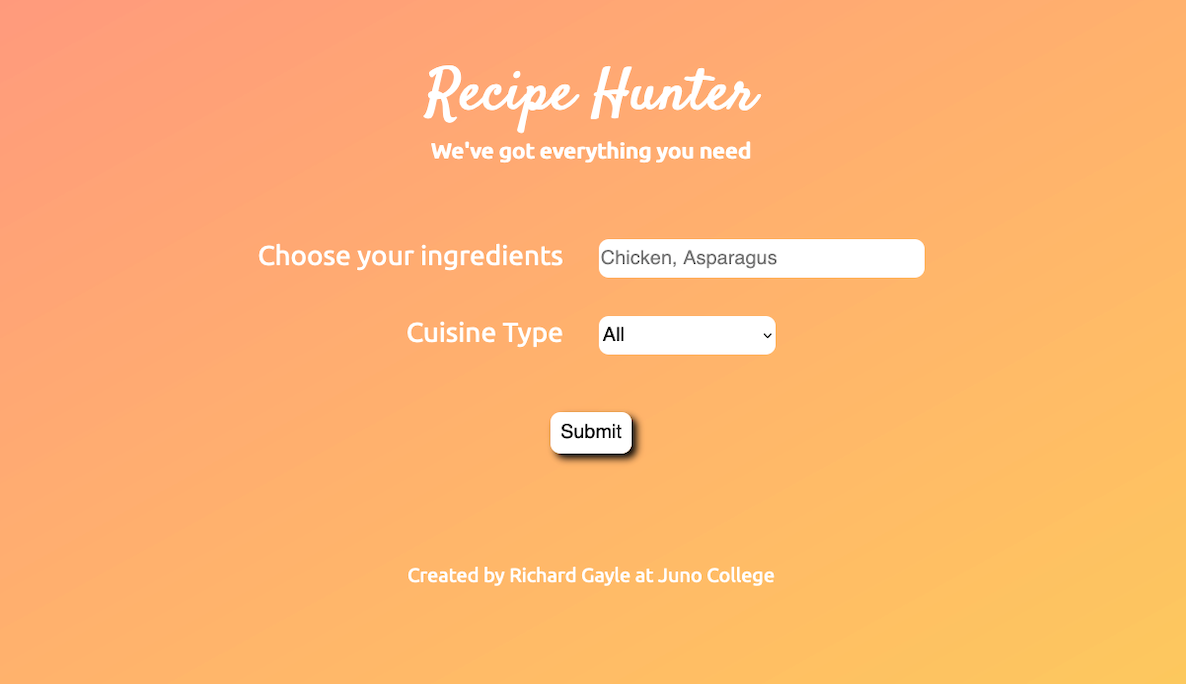 Recipe Hunter
We've got everything you need
Choose your ingredients Chicken, Asparagus
Cuisine Type All
Submit
Created by Richard Gayle at Juno College